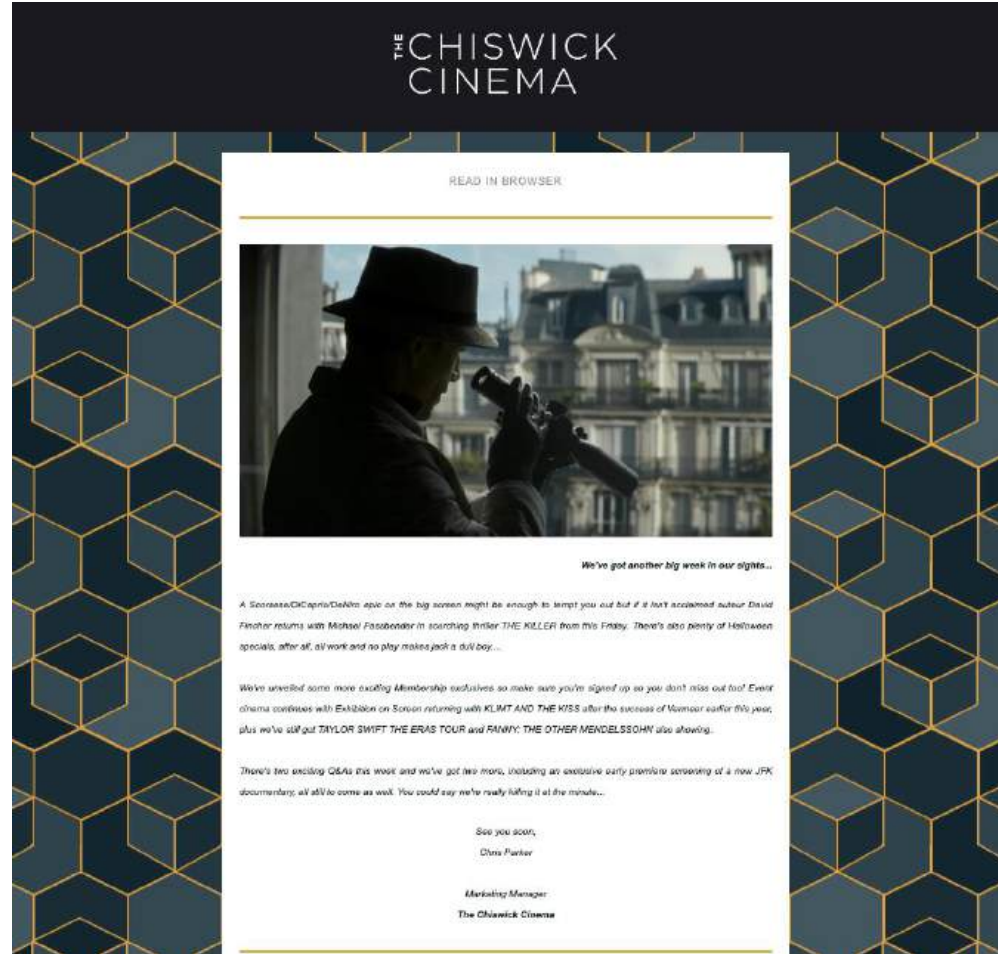 THE CHISWICK
CINEMA
READ IN BROWSER
We've got another big week in our sights...
A Scorsese/DiCaprio/DeNiro epic on the big screen might be enough to tempt you out but if it isn't acclaimed auteur David
Fincher returns with Michael Fassbender in scorching thriller THE KILLER from this Friday. There's also plenty of Halloween
specials, after all, all work and no play makes jack a dull boy....
We've unveiled some more exciting Membership exclusives so make sure you're signed up so you don't miss out too! Event
cinema continues with Exhibition on Screen returning with KLIMT AND THE KISS after the success of Vermeer earlier this year,
plus we've still got TAYLOR SWIFT THE ERAS TOUR and FANNY: THE OTHER MENDELSSOHN also showing.
There's two exciting Q&As this week and we've got two more, including an exclusive early premiere screening of a new JFK
documentary, all still to come as well. You could say we're really killing it at the minute...
See you soon,
Chris Parker
Marketing Manager
The Chiswick Cinema